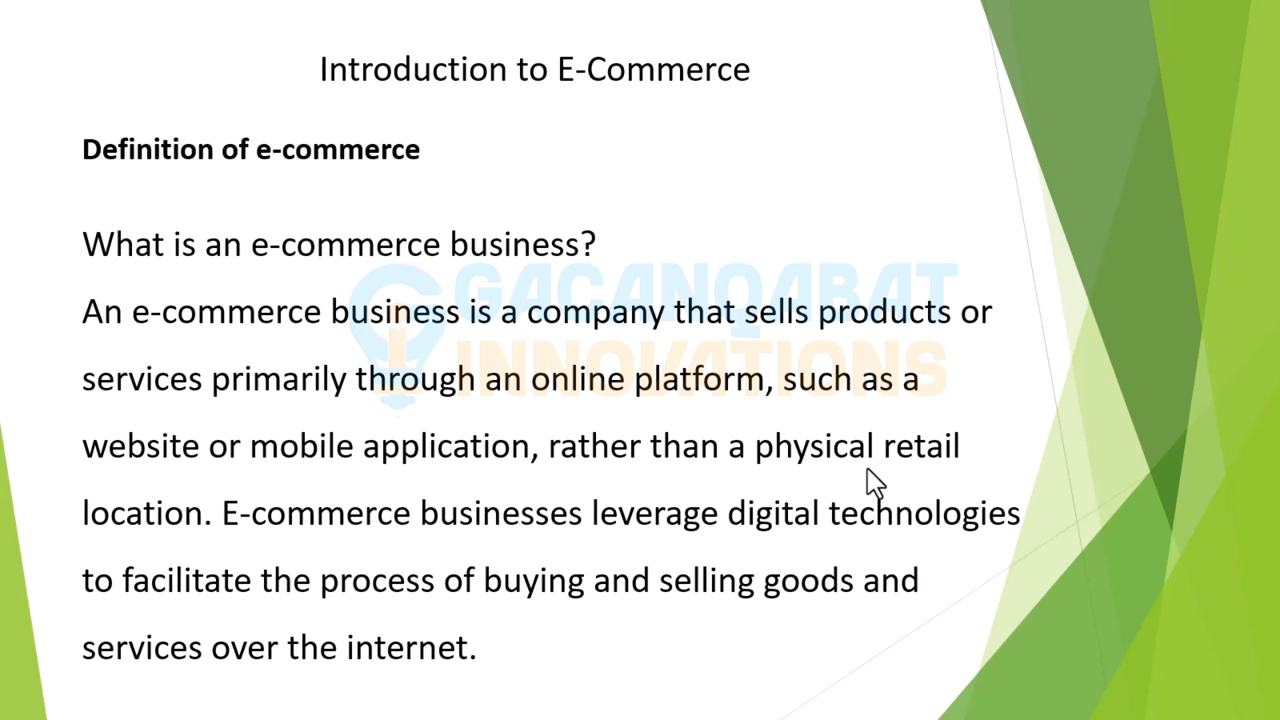 Introduction to E-Commerce
Definition of e-commerce
What is an e-commerce business?
An e-commerce business is a company that sells products or
services primarily through an online platform, such as a
website or mobile application, rather than a physical retail
location. E-commerce businesses leverage digital technologies
to facilitate the process of buying and selling goods and
services over the internet.
GACANQABAT
INNOVATIONS